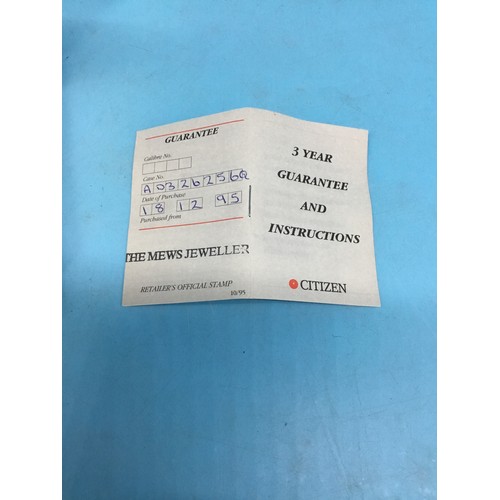 GUARANTEE
Calibre No.
Case No.
A0326256Q
Date of Purchase
18 12 95
Purchased from
THE MEWS JEWELLER
RETAILER'S OFFICIAL STAMP
10/95
3 YEAR
GUARANTEE
AND
INSTRUCTIONS
CITIZEN